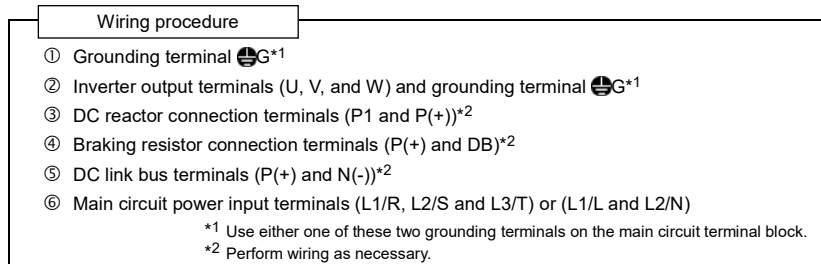 Wiring procedure
① Grounding terminal G*1
② Inverter output terminals (U, V, and W) and grounding terminal G*1
③ DC reactor connection terminals (P1 and P(+))*2
④ Braking resistor connection terminals (P(+) and DB)*2
⑤ DC link bus terminals (P(+) and N(-))*2
⑥ Main circuit power input terminals (L1/R, L2/S and L3/T) or (L1/L and L2/N)
*1 Use either one of these two grounding terminals on the main circuit terminal block.
*2 Perform wiring as necessary.